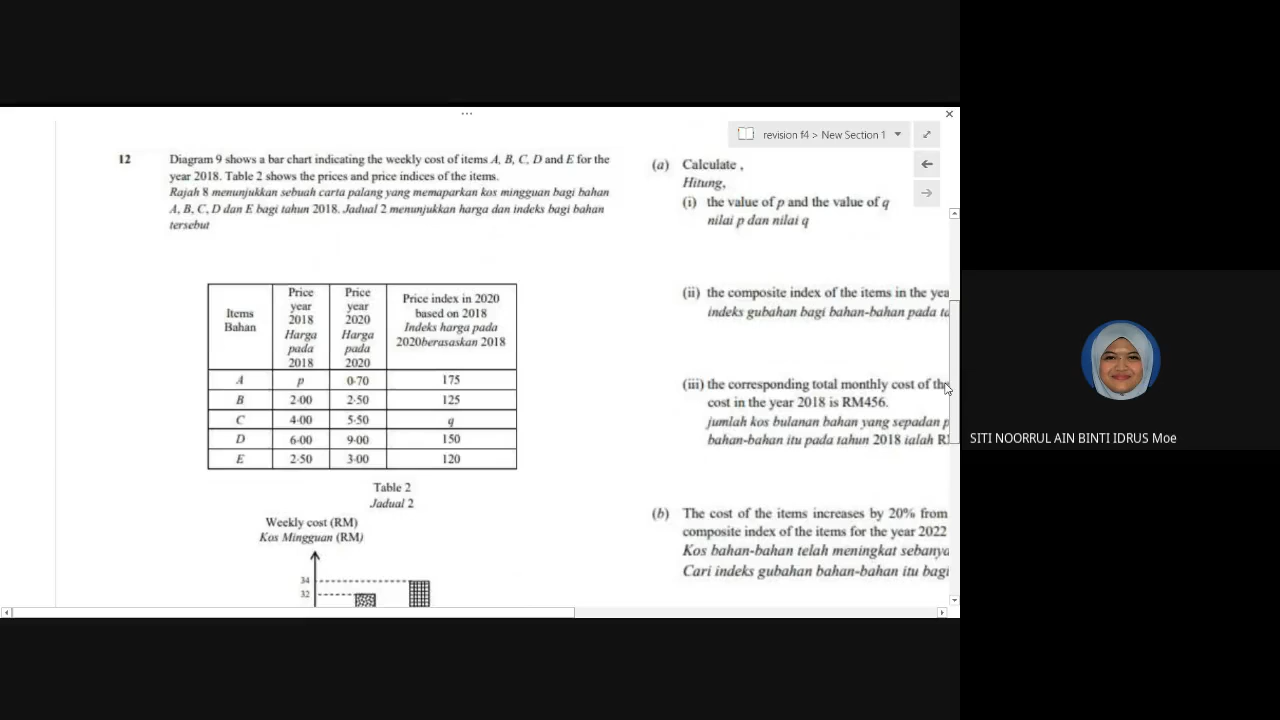 revision f4 > New Section 1
12 Diagram 9 shows a bar chart indicating the weekly cost of items A, B, C, D and E for the
year 2018. Table 2 shows the prices and price indices of the items.
Rajah 8 menunjukkan sebuah carta palang yang memaparkan kos mingguan bagi bahan
A, B, C, D dan E bagi tahun 2018. Jadual 2 menunjukkan harga dan indeks bagi bahan
tersebut
Items
Bahan
Price
year
2018
Harga
pada
2018
Price
year
2020
Harga
pada
2020
Price index in 2020
based on 2018
Indeks harga pada
2020berasaskan 2018
A p 0·70 175
B 2·00 2·50 125
C 4·00 5·50 q
D 6·00 9·00 150
E 2·50 3·00 120
Table 2
Jadual 2
Weekly cost (RM)
Kos Mingguan (RM)
34
32
(a) Calculate ,
Hitung,
(i) the value of p and the value of q
nilai p dan nilai q
(ii) the composite index of the items in the yea
indeks gubahan bagi bahan-bahan pada ta
(iii) the corresponding total monthly cost of the
cost in the year 2018 is RM456.
jumlah kos bulanan bahan yang sepadan p
bahan-bahan itu pada tahun 2018 ialah R
(b) The cost of the items increases by 20% from
composite index of the items for the year 2022
Kos bahan-bahan telah meningkat sebanya
Cari indeks gubahan bahan-bahan itu bagi
SITI NOORRUL AIN BINTI IDRUS Moe